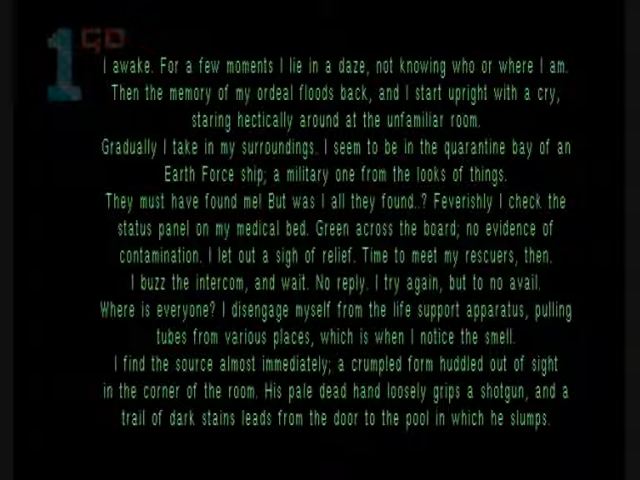 1
GO
I awake. For a few moments I lie in a daze, not knowing who or where I am.
Then the memory of my ordeal floods back, and I start upright with a cry,
staring hectically around at the unfamiliar room.
Gradually I take in my surroundings. I seem to be in the quarantine bay of an
Earth Force ship; a military one from the looks of things.
They must have found me! But was I all they found..? Feverishly I check the
status panel on my medical bed. Green across the board; no evidence of
contamination. I let out a sigh of relief. Time to meet my rescuers, then.
I buzz the intercom, and wait. No reply. I try again, but to no avail.
Where is everyone? I disengage myself from the life support apparatus, pulling
tubes from various places, which is when I notice the smell.
I find the source almost immediately; a crumpled form huddled out of sight
in the corner of the room. His pale dead hand loosely grips a shotgun, and a
trail of dark stains leads from the door to the pool in which he slumps.